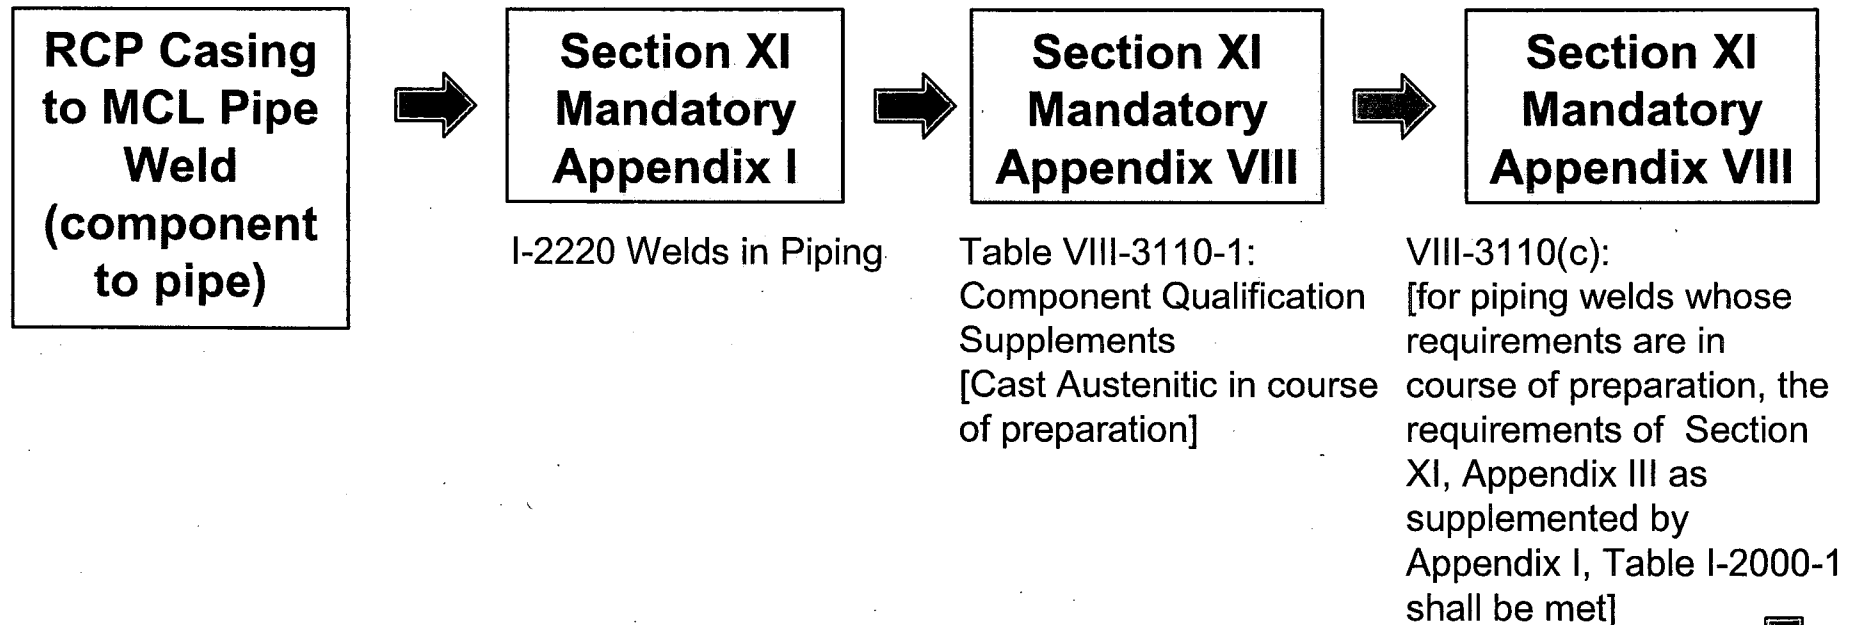 RCP Casing
to MCL Pipe
Weld
(component
to pipe)
Section XI
Mandatory
Appendix I
I-2220 Welds in Piping
Section XI
Mandatory
Appendix VIII
Table VIII-3110-1:
Component Qualification
Supplements
[Cast Austenitic in course
of preparation]
Section XI
Mandatory
Appendix VIII
VIII-3110(c):
[for piping welds whose
requirements are in
course of preparation, the
requirements of Section
XI, Appendix III as
supplemented by
Appendix I, Table I-2000-1
shall be met]